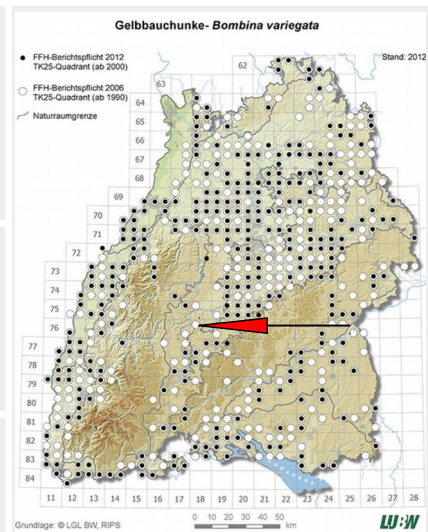 Gelbbauchunke- Bombina variegata
FFH-Berichtspflicht 2012
TK25-Quadrant (ab 2000)
FFH-Berichtspflicht 2006
TK25-Quadrant (ab 1990)
Naturraumgrenze
Stand: 2012
62
63
64
65
66
67
68
69
70
71
72
73
74
75
76
77
78
79
80
81
82
83
84
11 12 13 14 15 16 17 18 19 20 21 22 23 24 25 26 27 28
Grundlage: © LGL BW, RIPS
0 10 20 30 40 50
km
LUBW